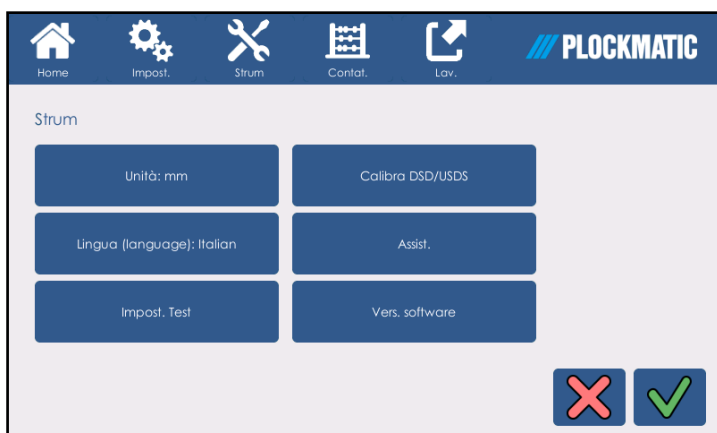 Home
Impost.
Strum
Contat.
Lav.
PLOCKMATIC
Strum
Unità: mm
Calibra DSD/USDS
Lingua (language): Italian
Assist.
Impost. Test
Vers. software